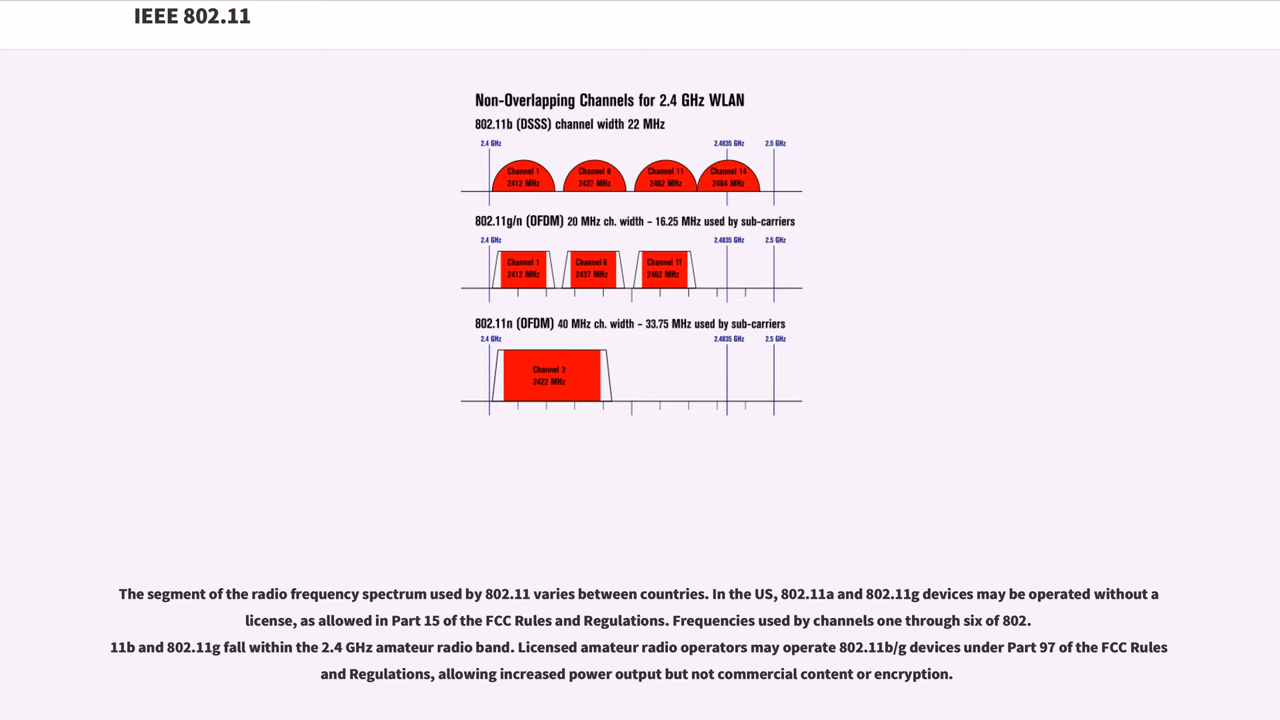 IEEE 802.11
Non-Overlapping Channels for 2.4 GHz WLAN
802.11b (DSSS) channel width 22 MHz
2.4 GHz 2.4835 GHz 2.5 GHz
Channel 1 Channel 6 Channel 11 Channel 14
2412 MHz 2437 MHz 2462 MHz 2484 MHz
802.11g/n (OFDM) 20 MHz ch. width – 16.25 MHz used by sub-carriers
2.4 GHz 2.4835 GHz 2.5 GHz
Channel 1 Channel 6 Channel 11
2412 MHz 2437 MHz 2462 MHz
802.11n (OFDM) 40 MHz ch. width – 33.75 MHz used by sub-carriers
2.4 GHz 2.4835 GHz 2.5 GHz
Channel 3
2422 MHz
The segment of the radio frequency spectrum used by 802.11 varies between countries. In the US, 802.11a and 802.11g devices may be operated without a
license, as allowed in Part 15 of the FCC Rules and Regulations. Frequencies used by channels one through six of 802.
11b and 802.11g fall within the 2.4 GHz amateur radio band. Licensed amateur radio operators may operate 802.11b/g devices under Part 97 of the FCC Rules
and Regulations, allowing increased power output but not commercial content or encryption.